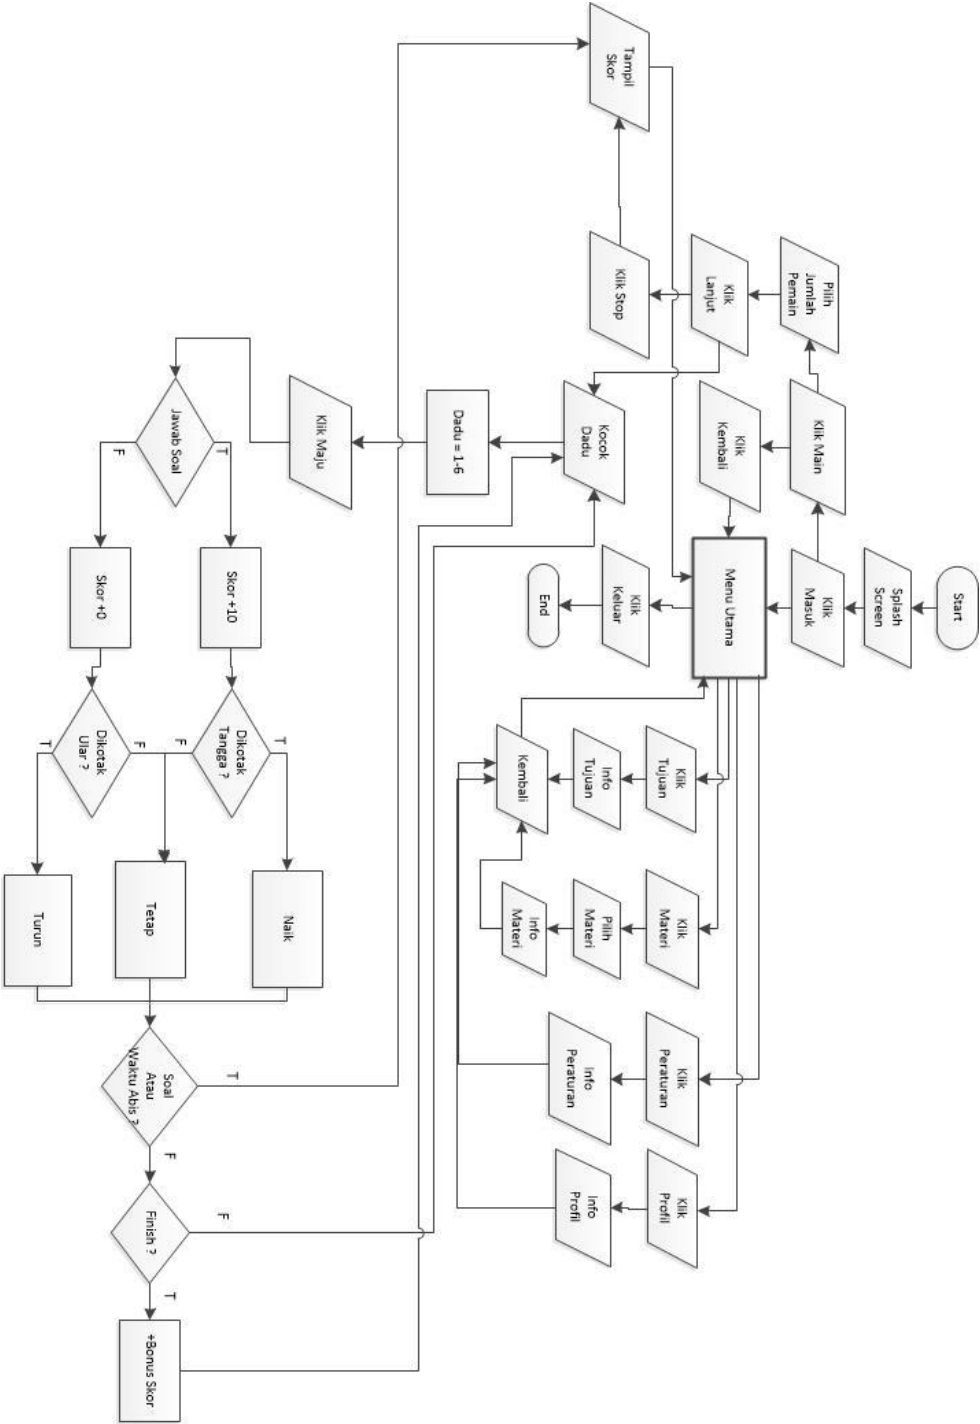 Start
Splash
Screen
Pilih
Jumlah
Pemain
Klik Main
Klik
Masuk
Klik
Lanjut
Klik
Kembali
Menu Utama
Klik
Tujuan
Klik
Materi
Klik
Peraturan
Klik
Profil
Tampil
Skor
Klik Stop
Kocok
Dadu
Klik
Keluar
Info
Tujuan
Pilih
Materi
Info
Peraturan
Info
Profil
End
Kembali
Info
Materi
Dadu = 1-6
Klik Maju
T
Naik
T
Skor +10
Dikotak
Tangga ?
T
F
Jawab Soal
F
F
Tetap
Soal
Atau
Waktu Abis ?
F
Finish ?
T
+Bonus Skor
F
Skor +0
Dikotak
Ular ?
T
Turun